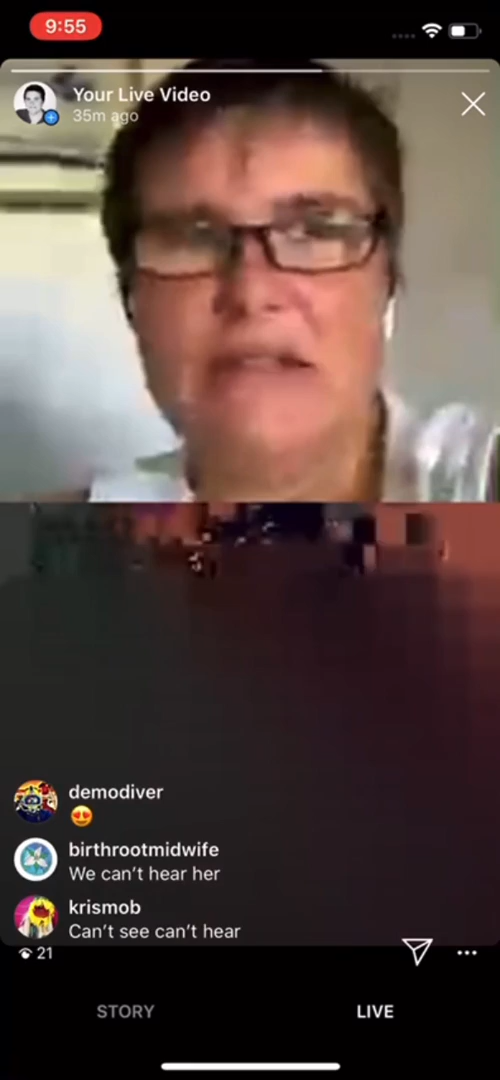 9:55
Your Live Video
35m ago
demodiver
😍
birthrootmidwife
We can't hear her
krismob
Can't see can't hear
21
STORY
LIVE